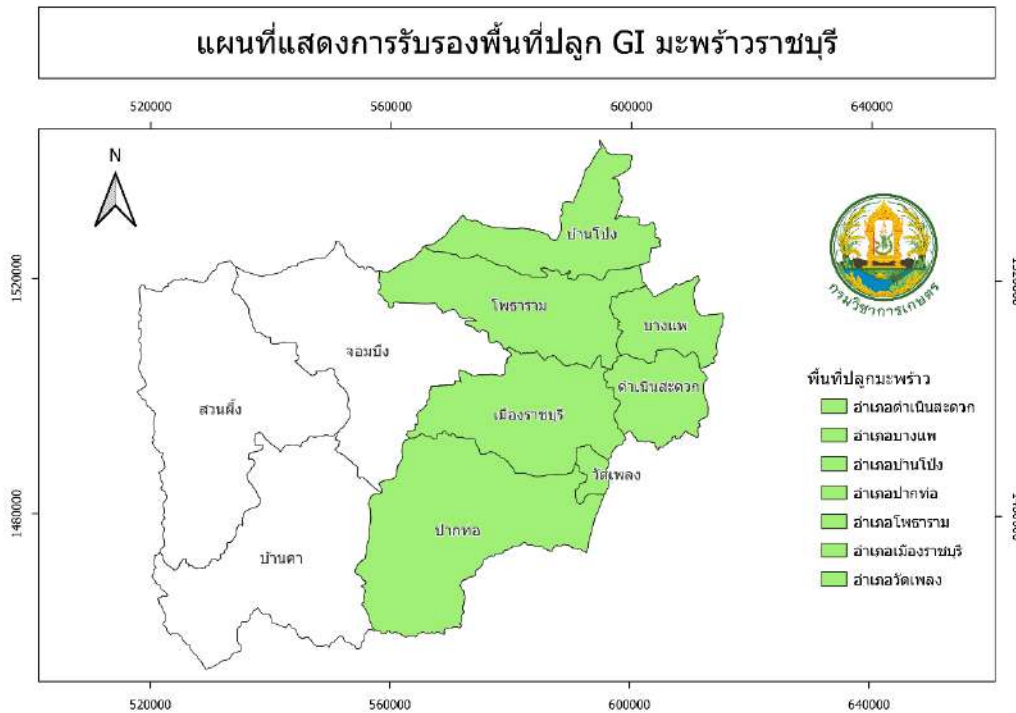 แผนที่แสดงการรับรองพื้นที่ปลูก GI มะพร้าวราชบุรี
520000 560000 600000 640000
N
บ้านโป่ง
1520000
โพธาราม
บางแพ
กรมวิชาการเกษตร
จอมบึง
สวนผึ้ง
เมืองราชบุรี
ดำเนินสะดวก
วัดเพลง
1480000
ปากท่อ
บ้านคา
พื้นที่ปลูกมะพร้าว
อำเภอดำเนินสะดวก
อำเภอบางแพ
อำเภอบ้านโป่ง
อำเภอปากท่อ
อำเภอโพธาราม
อำเภอเมืองราชบุรี
อำเภอวัดเพลง
520000 560000 600000 640000